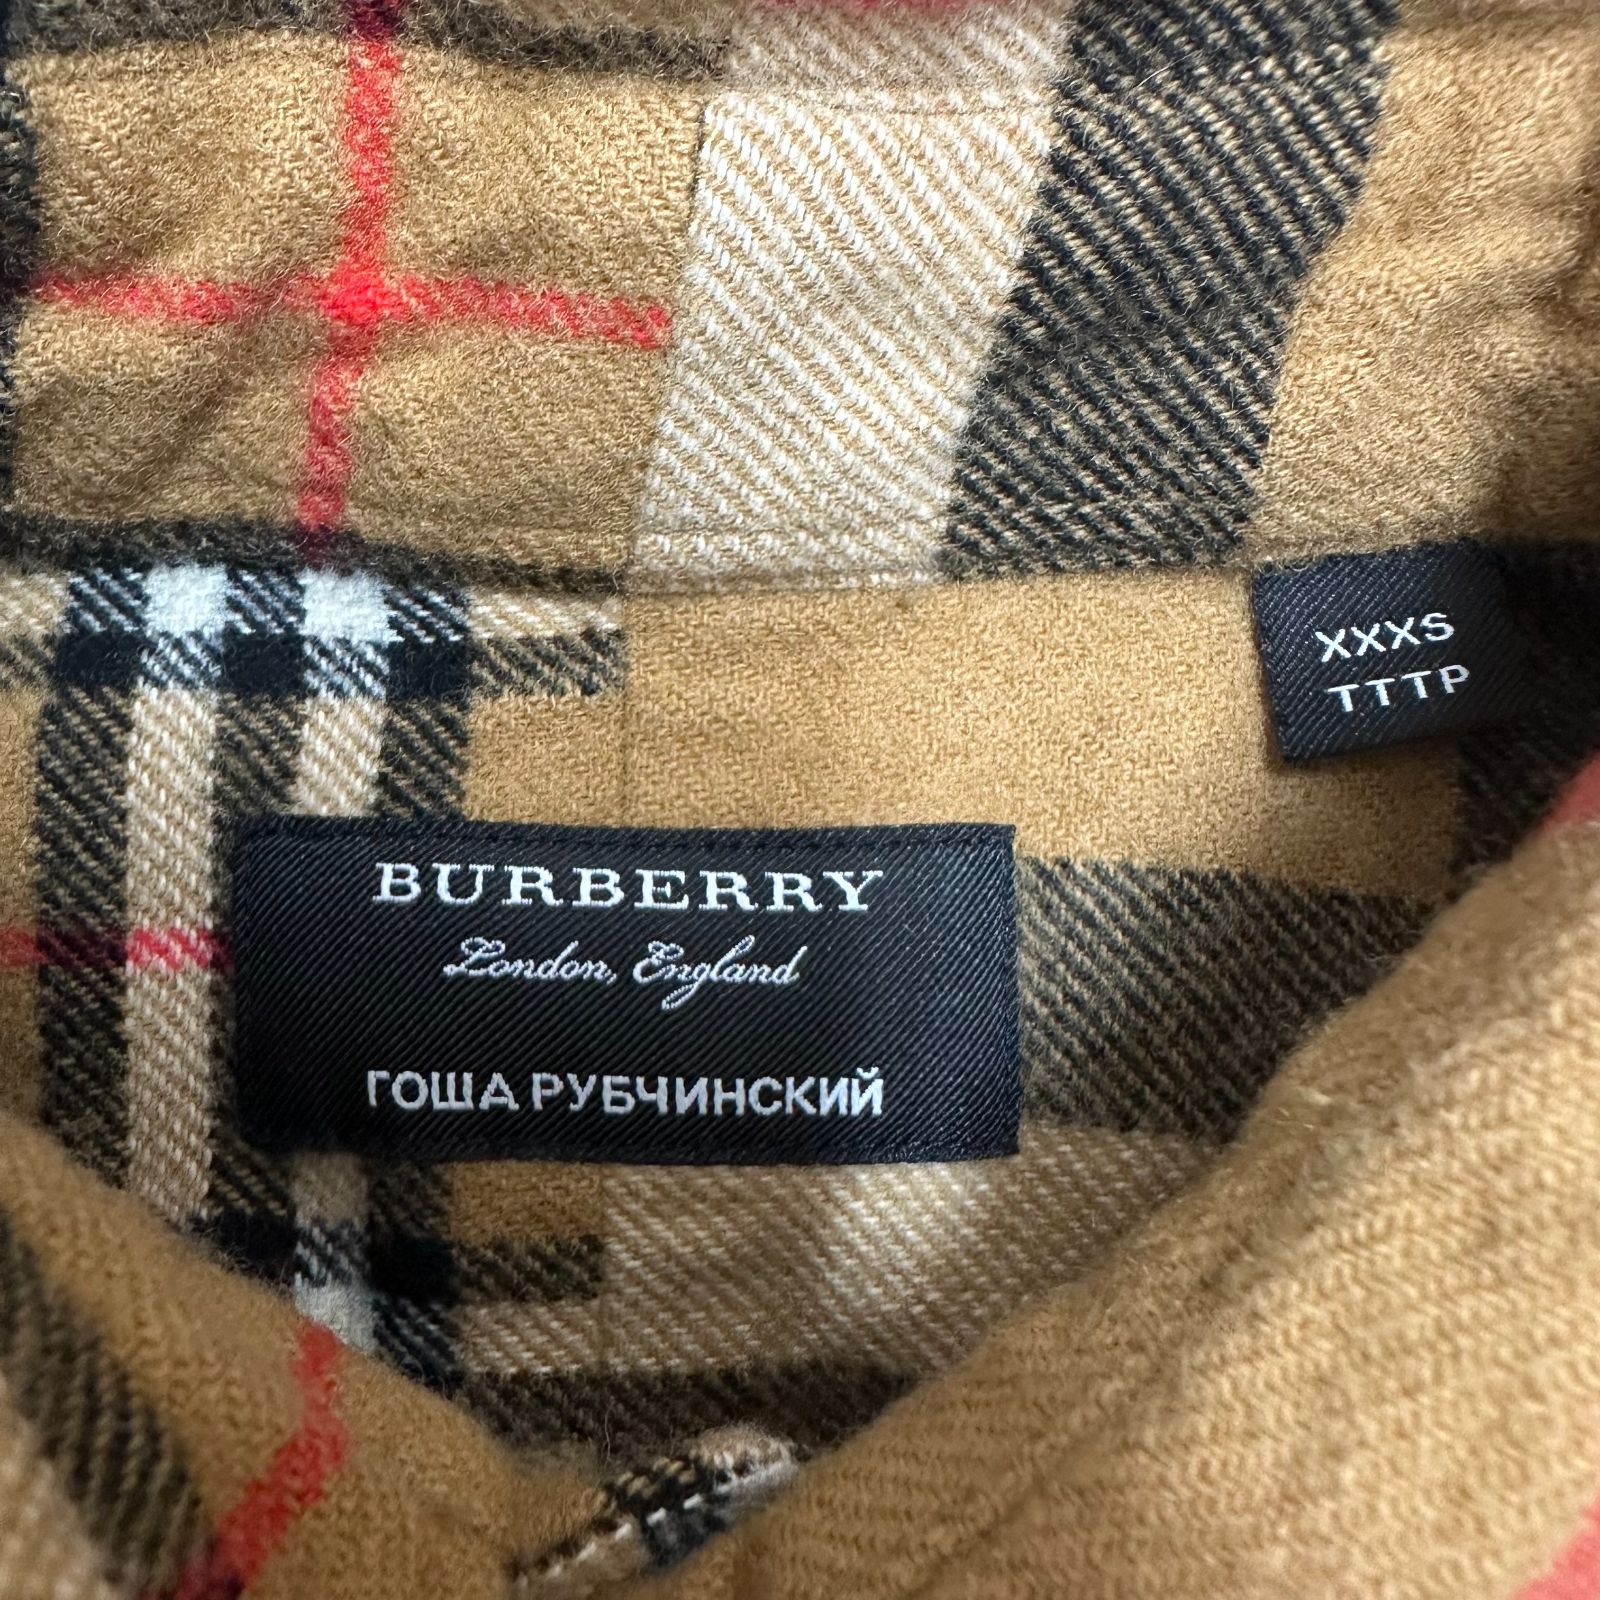 XXXS
TTTP
BURBERRY
London, England
ГОША РУБЧИНСКИЙ